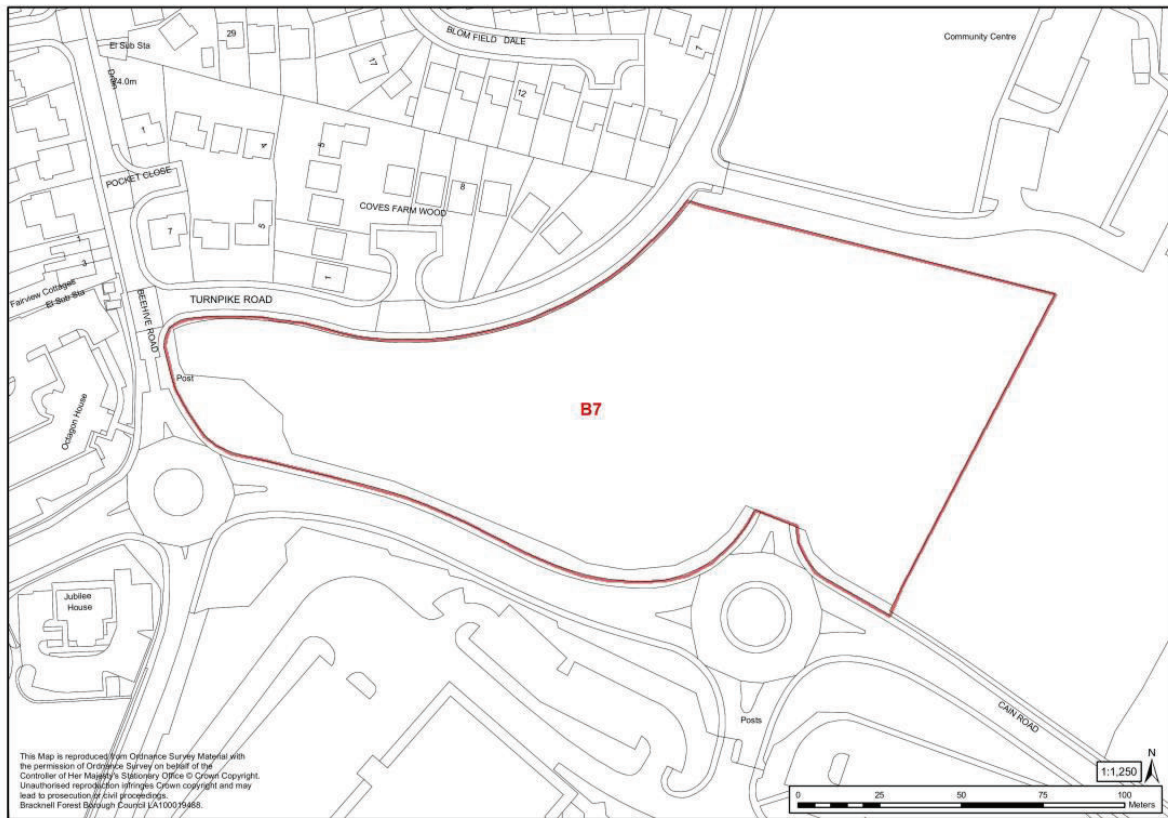 29
El Sub Sta
BLOM FIELD DALE
7
Community Centre
17
Drain
74.0m
12
1
4
5
POCKET CLOSE
8
COVES FARM WOOD
7
5
1
3
1
Fairview Cottages
El Sub Sta
BEEHIVE ROAD
TURNPIKE ROAD
Post
B7
Octagon House
Jubilee
House
Posts
CAIN ROAD
This Map is reproduced from Ordnance Survey Material with
the permission of Ordnance Survey on behalf of the
Controller of Her Majesty's Stationary Office © Crown Copyright.
Unauthorised reproduction infringes Crown copyright and may
lead to prosecution or civil proceedings.
Bracknell Forest Borough Council LA100019488.
N
1:1,250
0 25 50 75 100
Meters